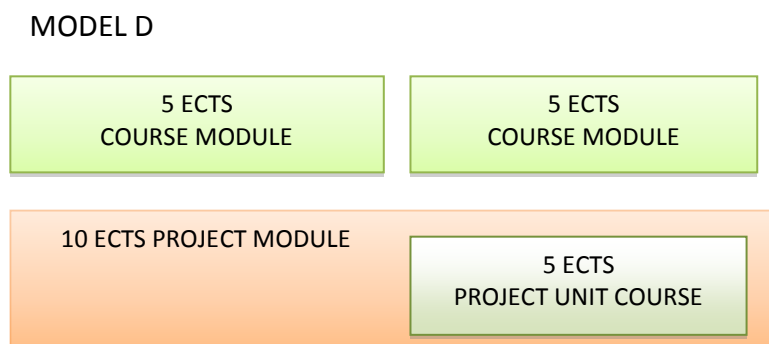 MODEL D
5 ECTS
COURSE MODULE
5 ECTS
COURSE MODULE
10 ECTS PROJECT MODULE
5 ECTS
PROJECT UNIT COURSE